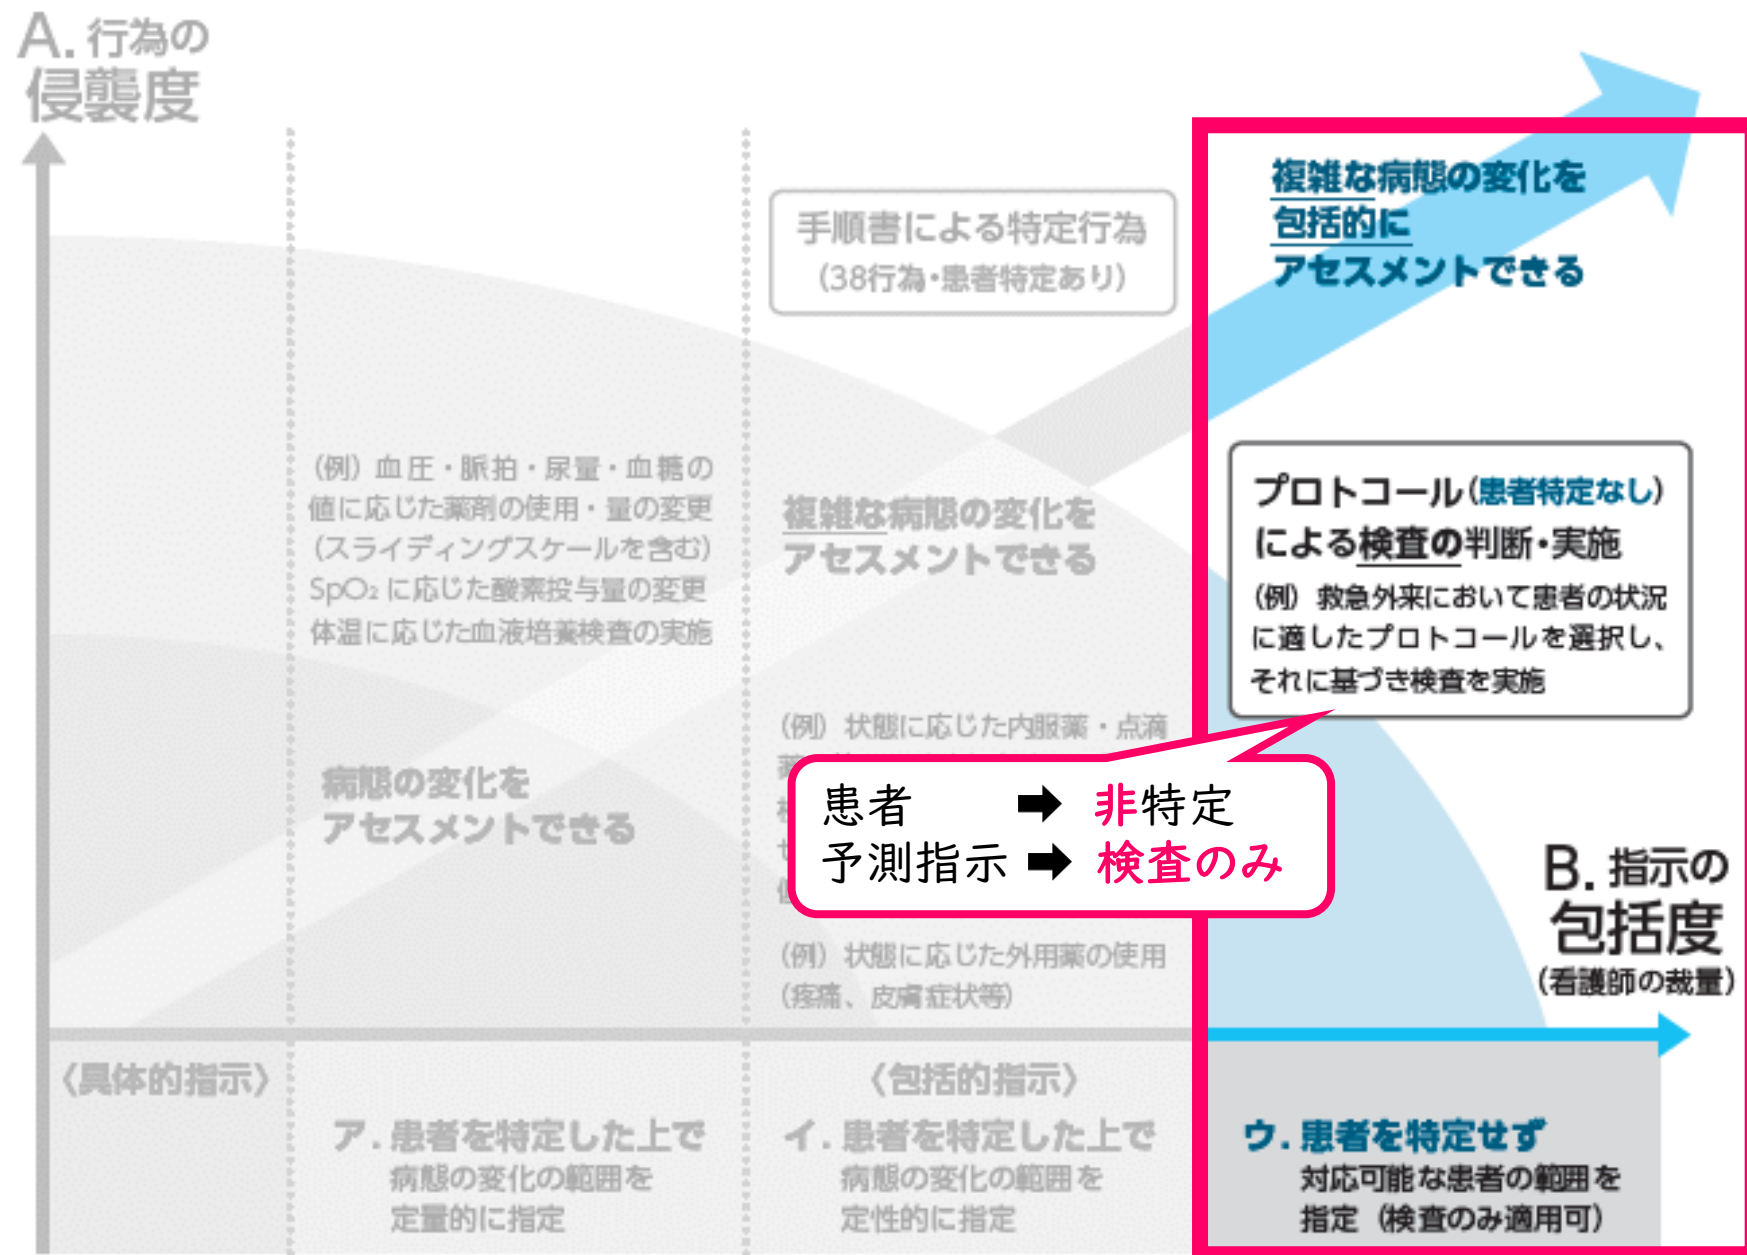 A. 行為の
侵襲度
手順書による特定行為
（38行為・患者特定あり）
複雑な病態の変化を
包括的に
アセスメントできる
（例）血圧・脈拍・尿量・血糖の
値に応じた薬剤の使用・量の変更
（スライディングスケールを含む）
SpO₂ に応じた酸素投与量の変更
体温に応じた血液培養検査の実施
複雑な病態の変化を
アセスメントできる
プロトコール（患者特定なし）
による検査の判断・実施
（例）救急外来において患者の状況
に適したプロトコールを選択し、
それに基づき検査を実施
病態の変化を
アセスメントできる
（例）状態に応じた内服薬・点滴
患者 ➡ 非特定
予測指示 ➡ 検査のみ
（例）状態に応じた外用薬の使用
（疼痛、皮膚症状等）
B. 指示の
包括度
（看護師の裁量）
〈具体的指示〉
〈包括的指示〉
ア. 患者を特定した上で
病態の変化の範囲を
定量的に指定
イ. 患者を特定した上で
病態の変化の範囲を
定性的に指定
ウ. 患者を特定せず
対応可能な患者の範囲を
指定（検査のみ適用可）